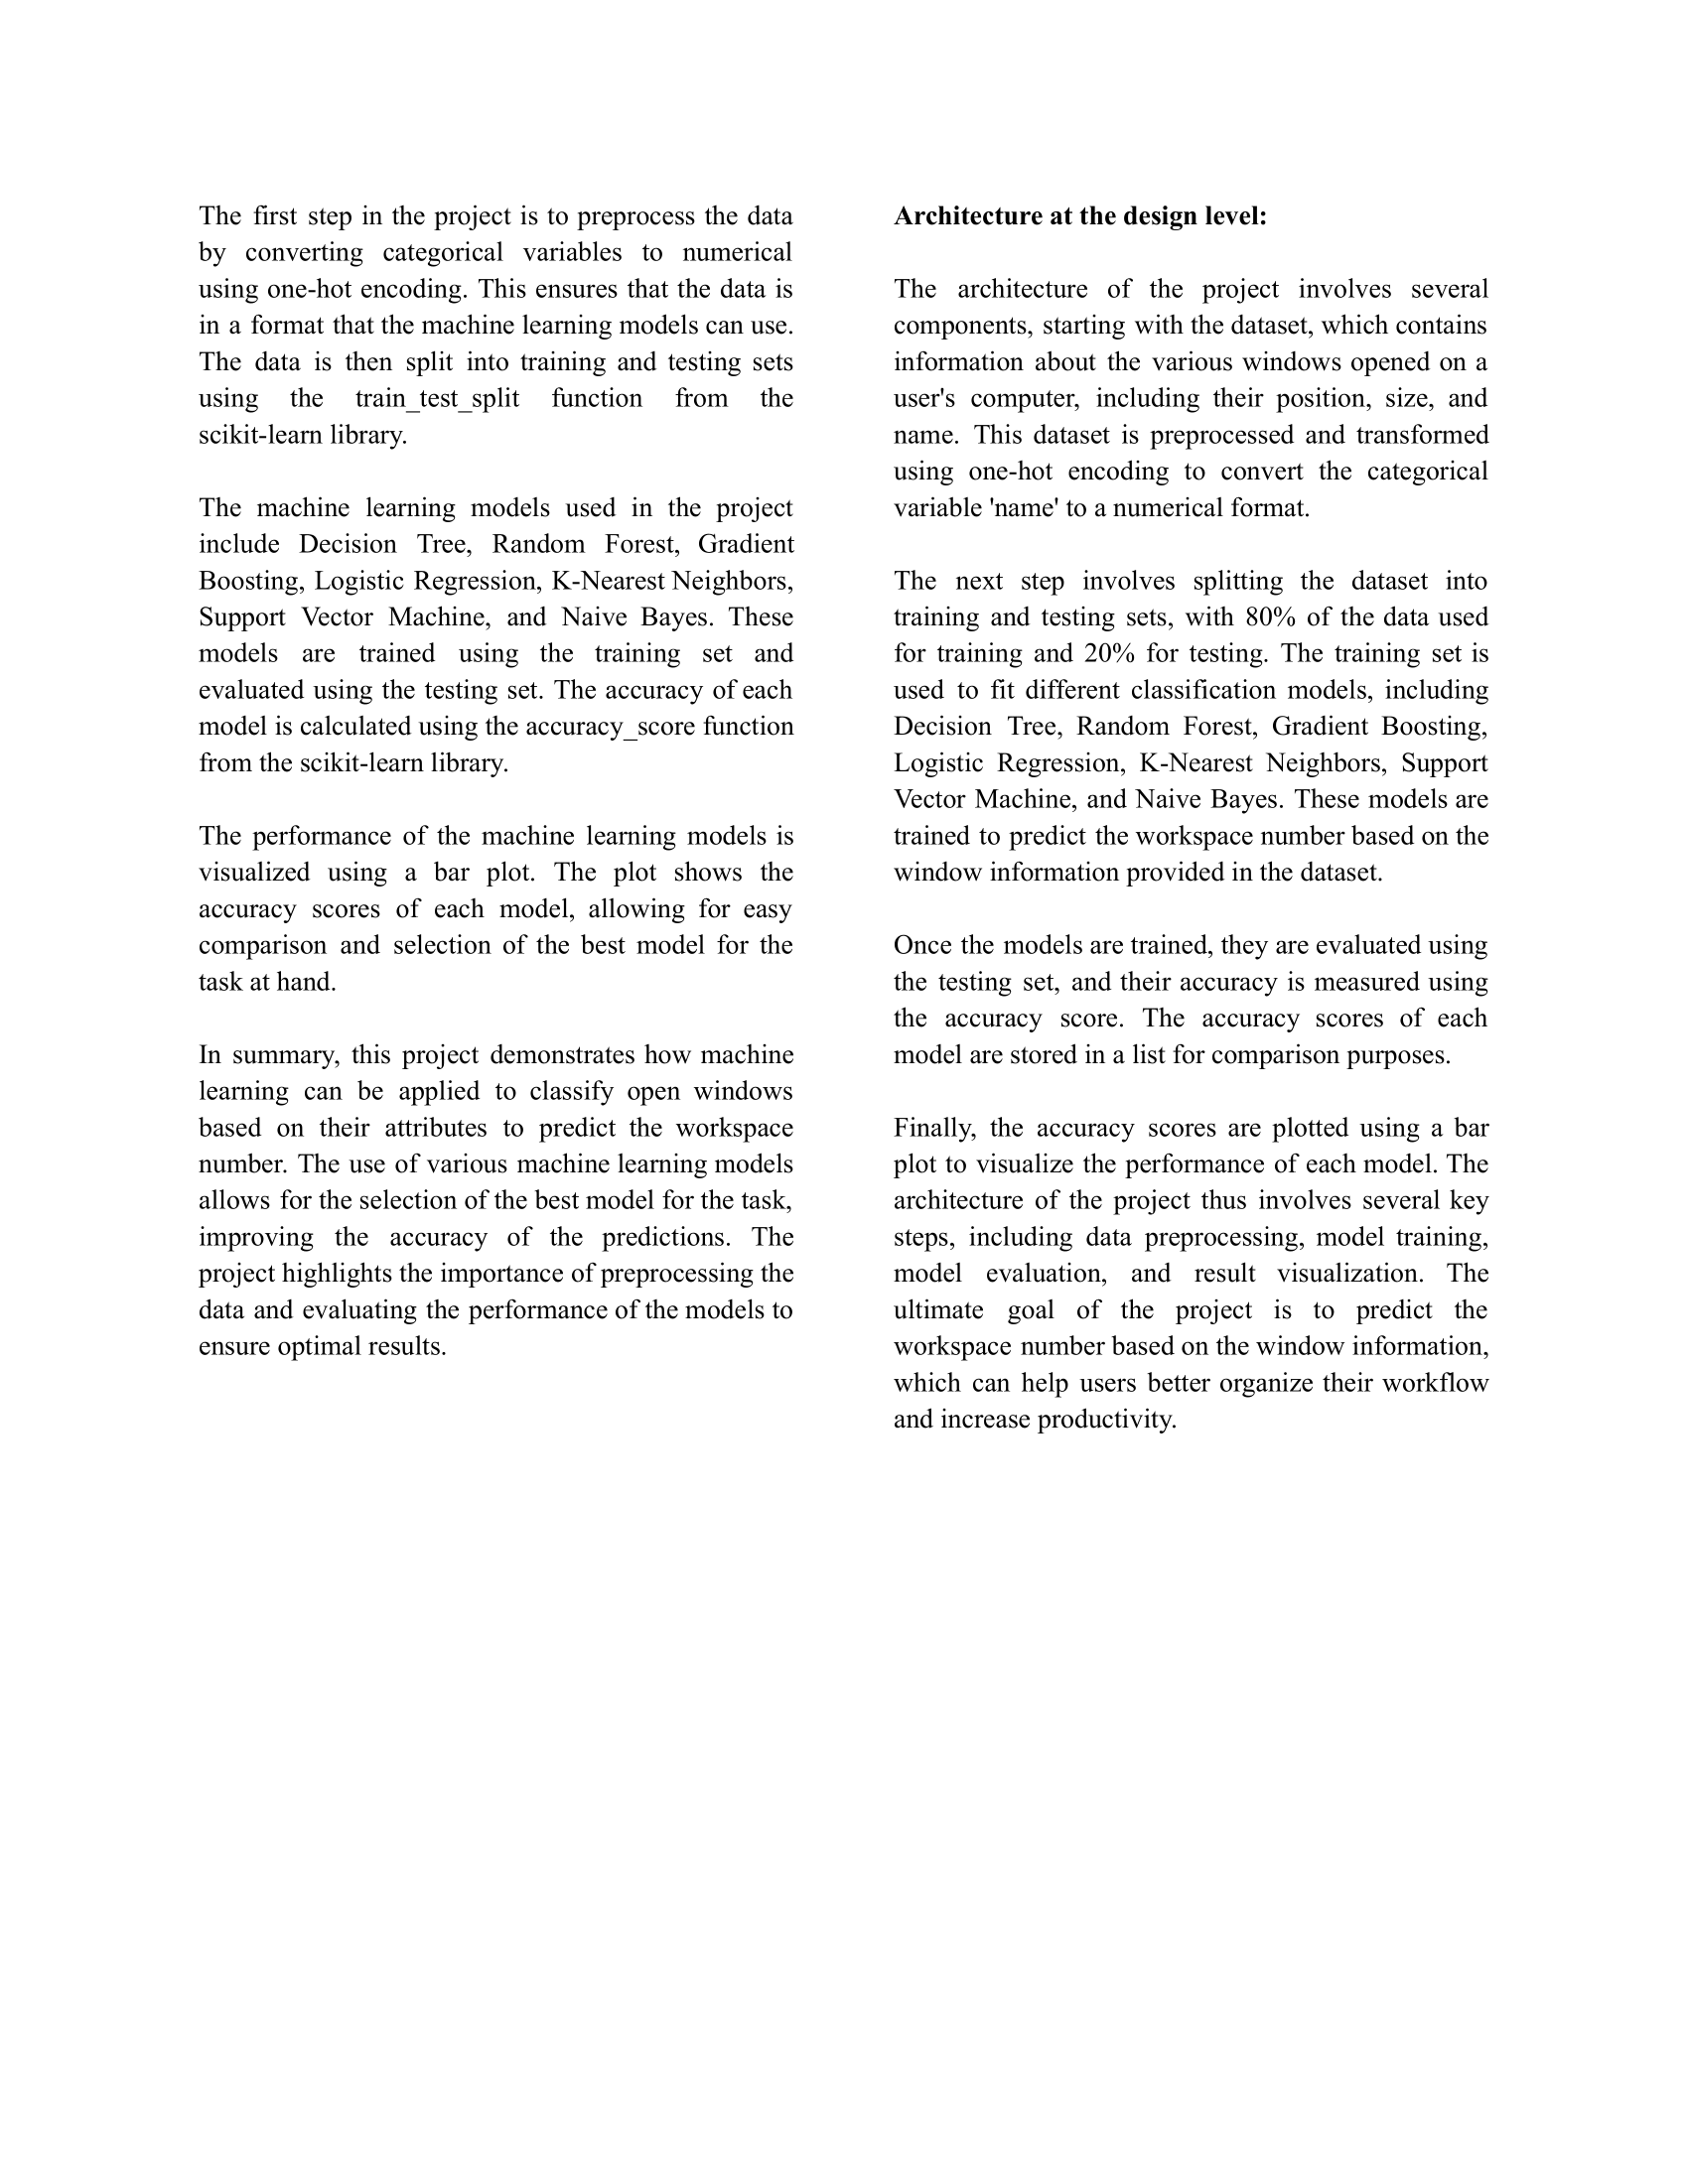 The first step in the project is to preprocess the data
by converting categorical variables to numerical
using one-hot encoding. This ensures that the data is
in a format that the machine learning models can use.
The data is then split into training and testing sets
using the train_test_split function from the
scikit-learn library.
The machine learning models used in the project
include Decision Tree, Random Forest, Gradient
Boosting, Logistic Regression, K-Nearest Neighbors,
Support Vector Machine, and Naive Bayes. These
models are trained using the training set and
evaluated using the testing set. The accuracy of each
model is calculated using the accuracy_score function
from the scikit-learn library.
The performance of the machine learning models is
visualized using a bar plot. The plot shows the
accuracy scores of each model, allowing for easy
comparison and selection of the best model for the
task at hand.
In summary, this project demonstrates how machine
learning can be applied to classify open windows
based on their attributes to predict the workspace
number. The use of various machine learning models
allows for the selection of the best model for the task,
improving the accuracy of the predictions. The
project highlights the importance of preprocessing the
data and evaluating the performance of the models to
ensure optimal results.
Architecture at the design level:
The architecture of the project involves several
components, starting with the dataset, which contains
information about the various windows opened on a
user's computer, including their position, size, and
name. This dataset is preprocessed and transformed
using one-hot encoding to convert the categorical
variable 'name' to a numerical format.
The next step involves splitting the dataset into
training and testing sets, with 80% of the data used
for training and 20% for testing. The training set is
used to fit different classification models, including
Decision Tree, Random Forest, Gradient Boosting,
Logistic Regression, K-Nearest Neighbors, Support
Vector Machine, and Naive Bayes. These models are
trained to predict the workspace number based on the
window information provided in the dataset.
Once the models are trained, they are evaluated using
the testing set, and their accuracy is measured using
the accuracy score. The accuracy scores of each
model are stored in a list for comparison purposes.
Finally, the accuracy scores are plotted using a bar
plot to visualize the performance of each model. The
architecture of the project thus involves several key
steps, including data preprocessing, model training,
model evaluation, and result visualization. The
ultimate goal of the project is to predict the
workspace number based on the window information,
which can help users better organize their workflow
and increase productivity.